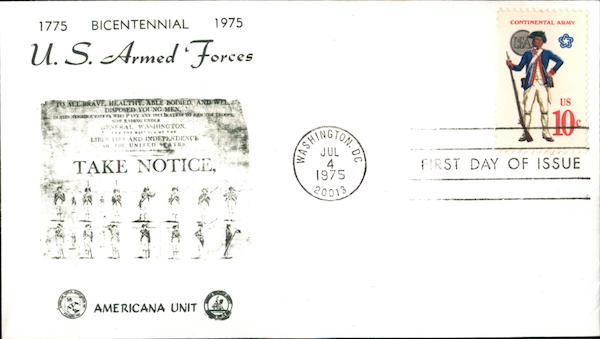 1775 BICENTENNIAL 1975
U. S. Armed Forces
TO ALL BRAVE, HEALTHY, ABLE BODIED, AND WELL
DISPOSED YOUNG MEN,
GENERAL WASHINGTON,
LIBERTIES AND INDEPENDENCE
OF THE UNITED STATES,
TAKE NOTICE,
AMERICANA UNIT
WASHINGTON, DC
JUL
4
1975
20013
CONTINENTAL ARMY
USA
US
10c
FIRST DAY OF ISSUE